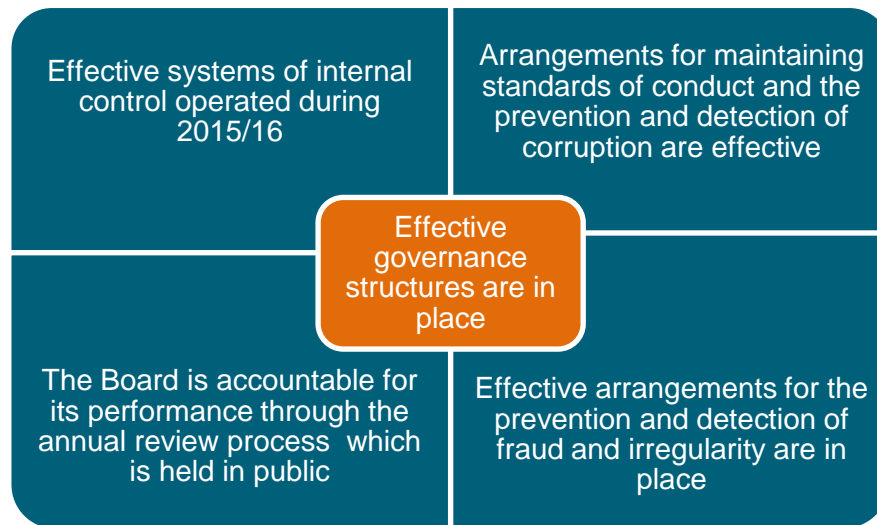 Effective systems of internal
control operated during
2015/16
Arrangements for maintaining
standards of conduct and the
prevention and detection of
corruption are effective
Effective
governance
structures are in
place
The Board is accountable for
its performance through the
annual review process which
is held in public
Effective arrangements for the
prevention and detection of
fraud and irregularity are in
place